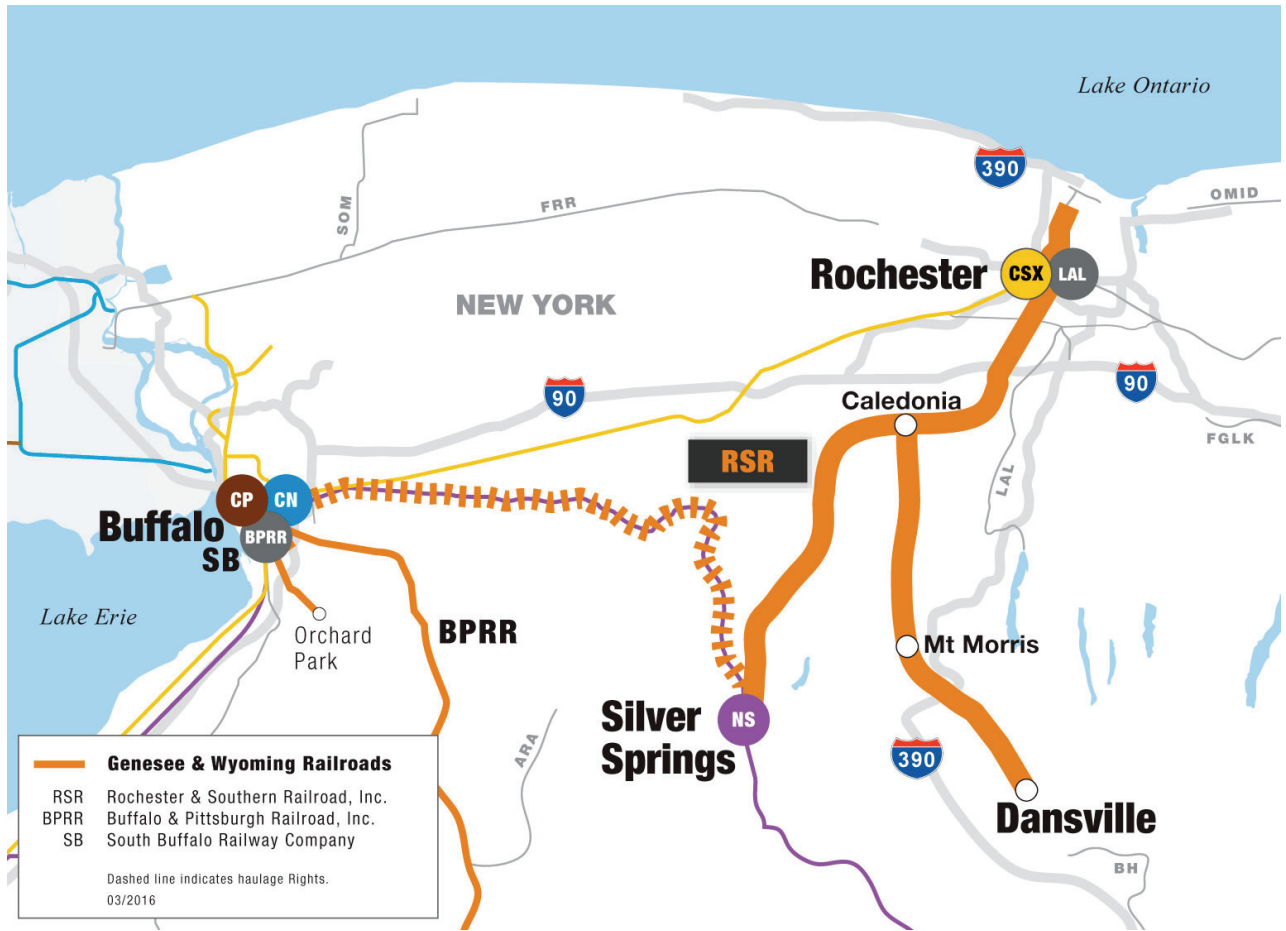 Lake Ontario
390
OMID
SOM
FRR
Rochester
CSX
LAL
NEW YORK
90
90
Caledonia
FGLK
RSR
LAL
CP
CN
Buffalo
BPRR
SB
Lake Erie
Orchard
Park
BPRR
Mt Morris
Silver
Springs
NS
ARA
390
Dansville
BH
Genesee & Wyoming Railroads
RSR Rochester & Southern Railroad, Inc.
BPRR Buffalo & Pittsburgh Railroad, Inc.
SB South Buffalo Railway Company
Dashed line indicates haulage Rights.
03/2016